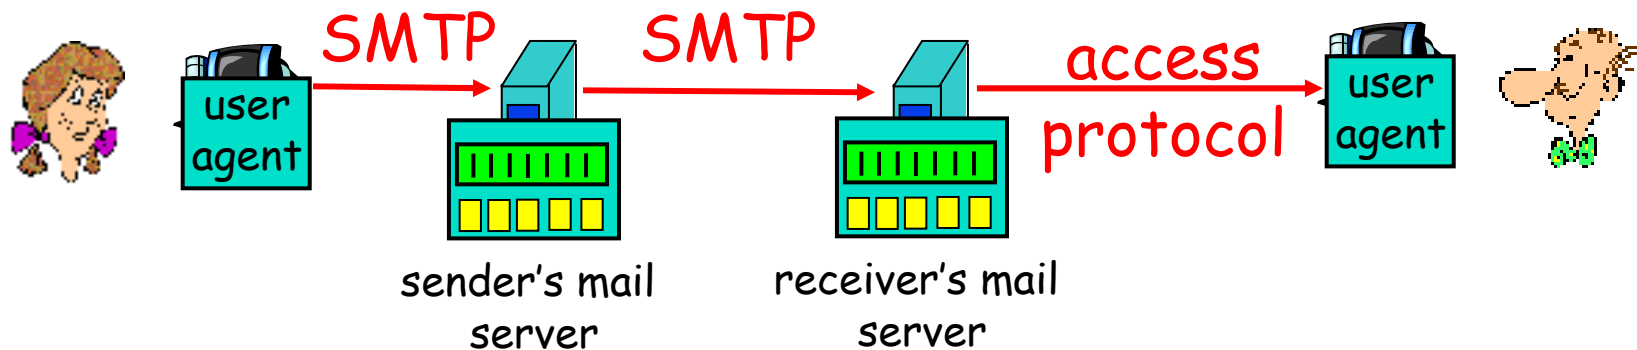 SMTP
SMTP
access
protocol
user
agent
user
agent
sender's mail
server
receiver's mail
server